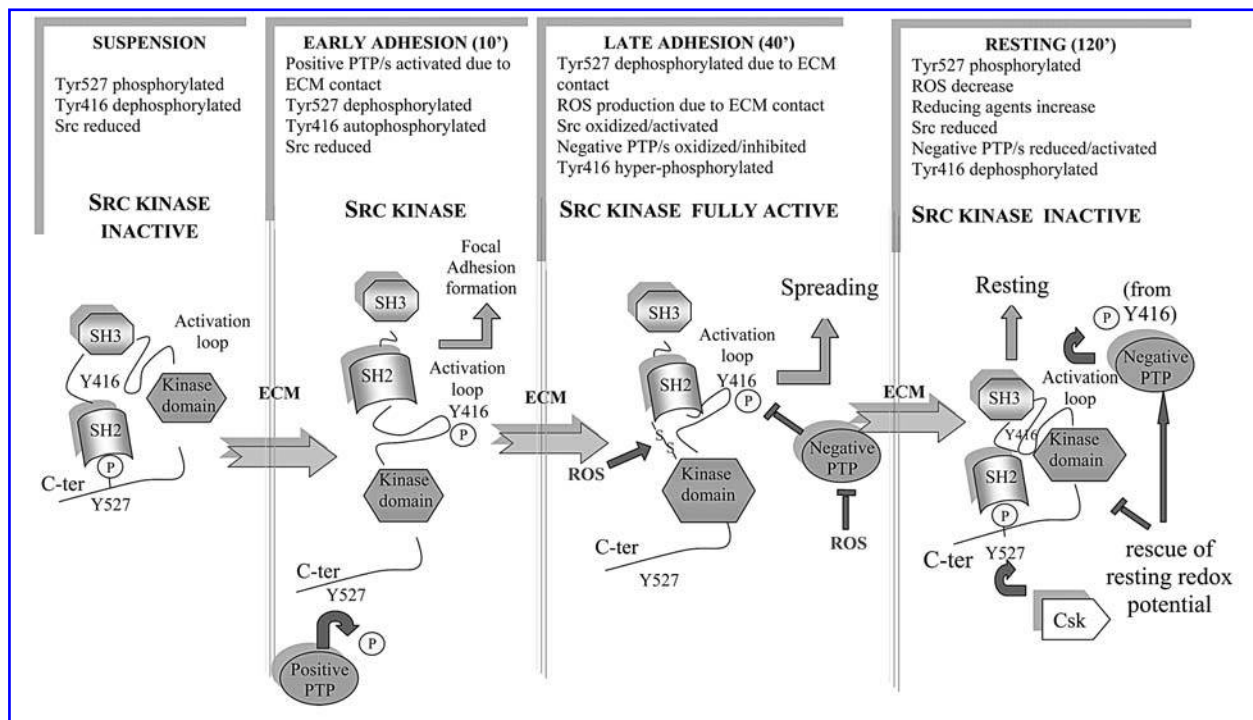 SUSPENSION
Tyr527 phosphorylated
Tyr416 dephosphorylated
Src reduced
SRC KINASE
INACTIVE
SH3
Activation
loop
Y416
Kinase
domain
SH2
P
C-ter
Y527
ECM
EARLY ADHESION (10’)
Positive PTP/s activated due to
ECM contact
Tyr527 dephosphorylated
Tyr416 autophosphorylated
Src reduced
SRC KINASE
Focal
Adhesion
formation
SH3
SH2
Activation
loop
Y416
P
Kinase
domain
C-ter
Y527
P
Positive
PTP
ECM
LATE ADHESION (40’)
Tyr527 dephosphorylated due to ECM
contact
ROS production due to ECM contact
Src oxidized/activated
Negative PTP/s oxidized/inhibited
Tyr416 hyper-phosphorylated
SRC KINASE FULLY ACTIVE
Spreading
SH3
Activation
loop
SH2
Y416
P
S
S
ROS
Negative
PTP
Kinase
domain
ROS
C-ter
Y527
ECM
RESTING (120’)
Tyr527 phosphorylated
ROS decrease
Reducing agents increase
Src reduced
Negative PTP/s reduced/activated
Tyr416 dephosphorylated
SRC KINASE INACTIVE
Resting
(from
P
Y416)
Negative
PTP
Activation
loop
SH3
Y416
Kinase
domain
SH2
P
C-ter
Y527
rescue of
resting redox
potential
Csk